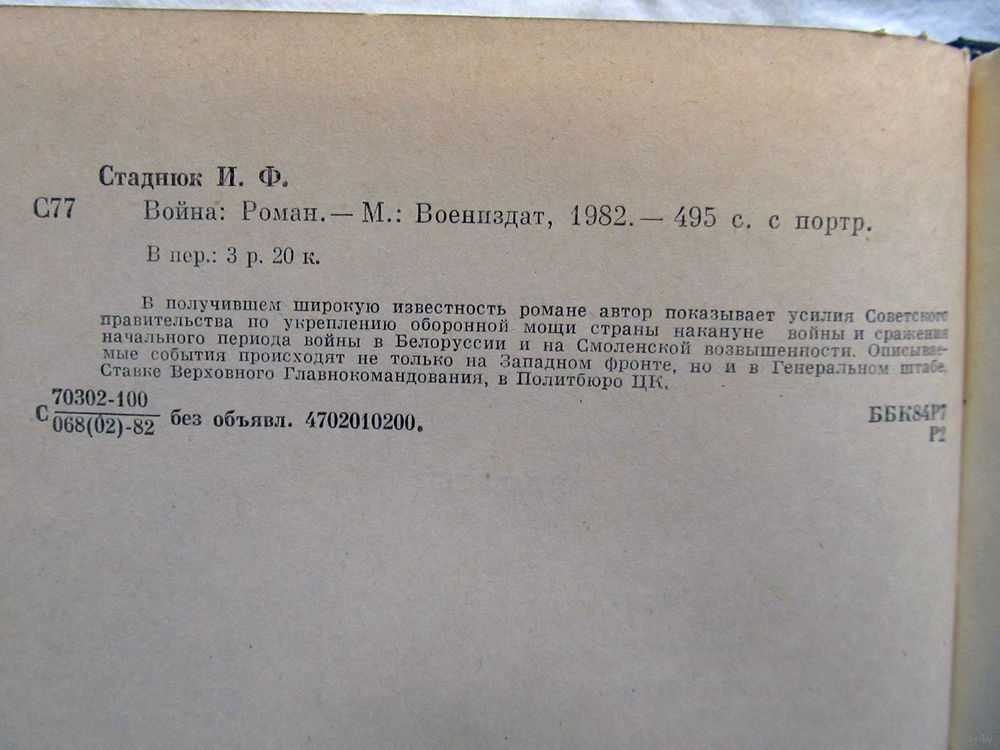 Стаднюк И. Ф.
С77 Война: Роман.— М.: Воениздат, 1982.— 495 с. с портр.
В пер.: 3 р. 20 к.
В получившем широкую известность романе автор показывает усилия Советского
правительства по укреплению оборонной мощи страны накануне войны и сражения
начального периода войны в Белоруссии и на Смоленской возвышенности. Описывае-
мые события происходят не только на Западном фронте, но и в Генеральном штабе,
Ставке Верховного Главнокомандования, в Политбюро ЦК.
70302-100
С 068(02)-82 без объявл. 4702010200.
ББК84Р7
Р2